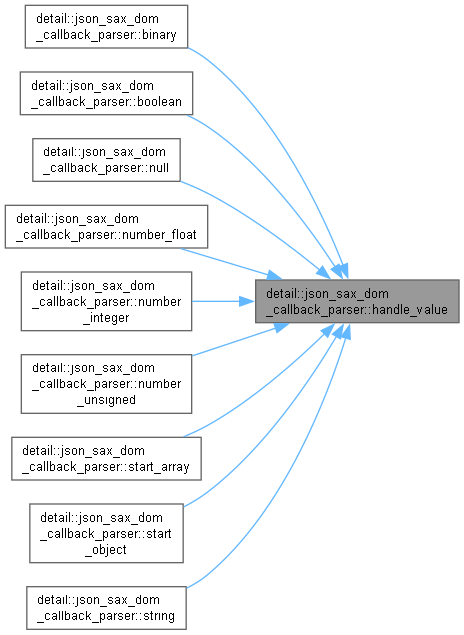 detail::json_sax_dom
_callback_parser::binary
detail::json_sax_dom
_callback_parser::boolean
detail::json_sax_dom
_callback_parser::null
detail::json_sax_dom
_callback_parser::number_float
detail::json_sax_dom
_callback_parser::number
_integer
detail::json_sax_dom
_callback_parser::handle_value
detail::json_sax_dom
_callback_parser::number
_unsigned
detail::json_sax_dom
_callback_parser::start_array
detail::json_sax_dom
_callback_parser::start
_object
detail::json_sax_dom
_callback_parser::string